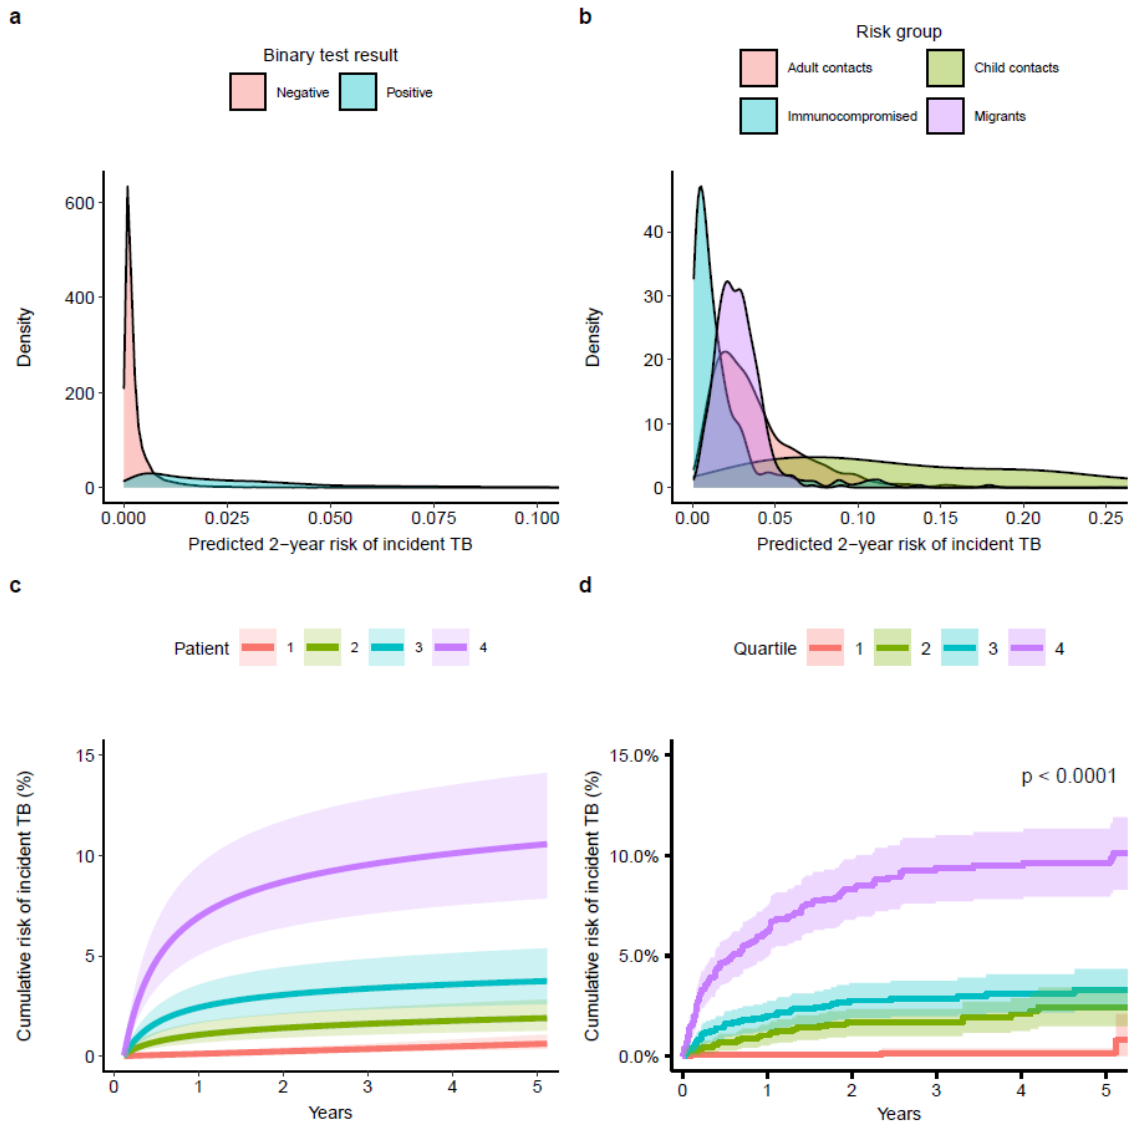 a
Binary test result
Negative
Positive
600
400
200
0
Density
0.000
0.025
0.050
0.075
0.100
Predicted 2−year risk of incident TB
b
Risk group
Adult contacts
Child contacts
Immunocompromised
Migrants
40
30
20
10
0
Density
0.00
0.05
0.10
0.15
0.20
0.25
Predicted 2−year risk of incident TB
c
Patient
1
2
3
4
15
10
5
0
Cumulative risk of incident TB (%)
0
1
2
3
4
5
Years
d
Quartile
1
2
3
4
15.0%
10.0%
5.0%
0.0%
Cumulative risk of incident TB (%)
p < 0.0001
0
1
2
3
4
5
Years